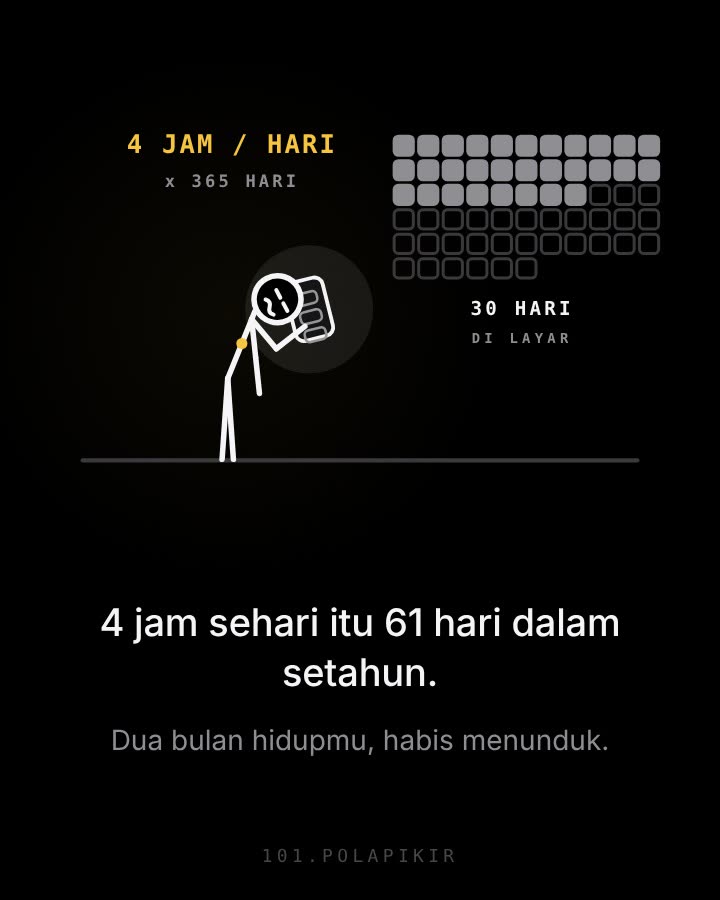 4 JAM / HARI
x 365 HARI
30 HARI
DI LAYAR
4 jam sehari itu 61 hari dalam
setahun.
Dua bulan hidupmu, habis menunduk.
101.POLAPIKIR